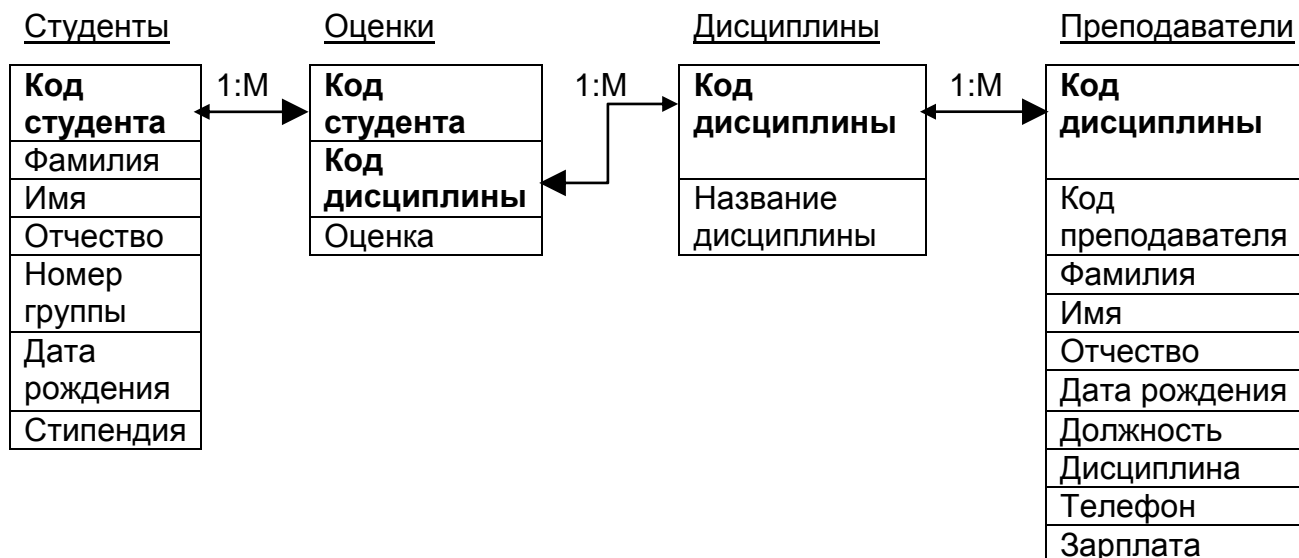 Студенты
Код
студента
Фамилия
Имя
Отчество
Номер
группы
Дата
рождения
Стипендия
1:М
Оценки
Код
студента
Код
дисциплины
Оценка
1:М
Дисциплины
Код
дисциплины
Название
дисциплины
1:М
Преподаватели
Код
дисциплины
Код
преподавателя
Фамилия
Имя
Отчество
Дата рождения
Должность
Дисциплина
Телефон
Зарплата